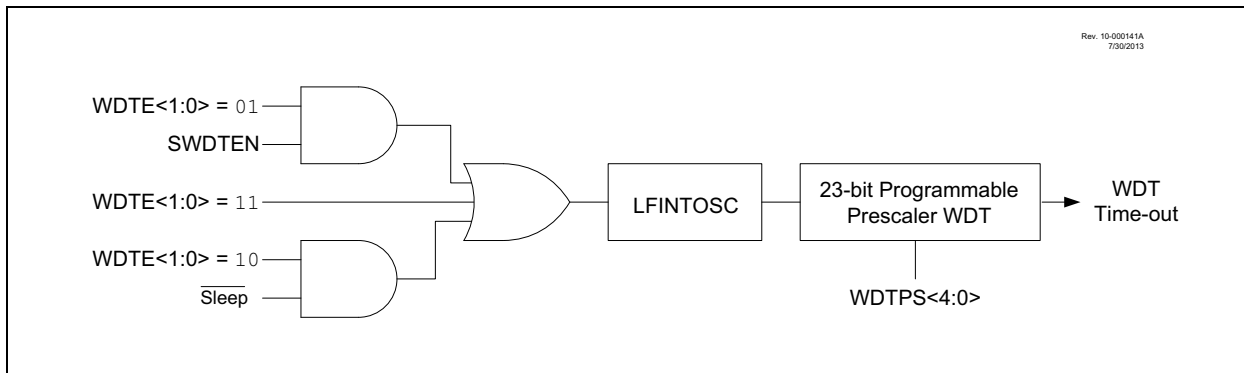 Rev. 10-000141A
7/30/2013
WDTE<1:0> = 01
SWDTEN
WDTE<1:0> = 11
WDTE<1:0> = 10
Sleep
LFINTOSC
23-bit Programmable
Prescaler WDT
WDT
Time-out
WDTPS<4:0>